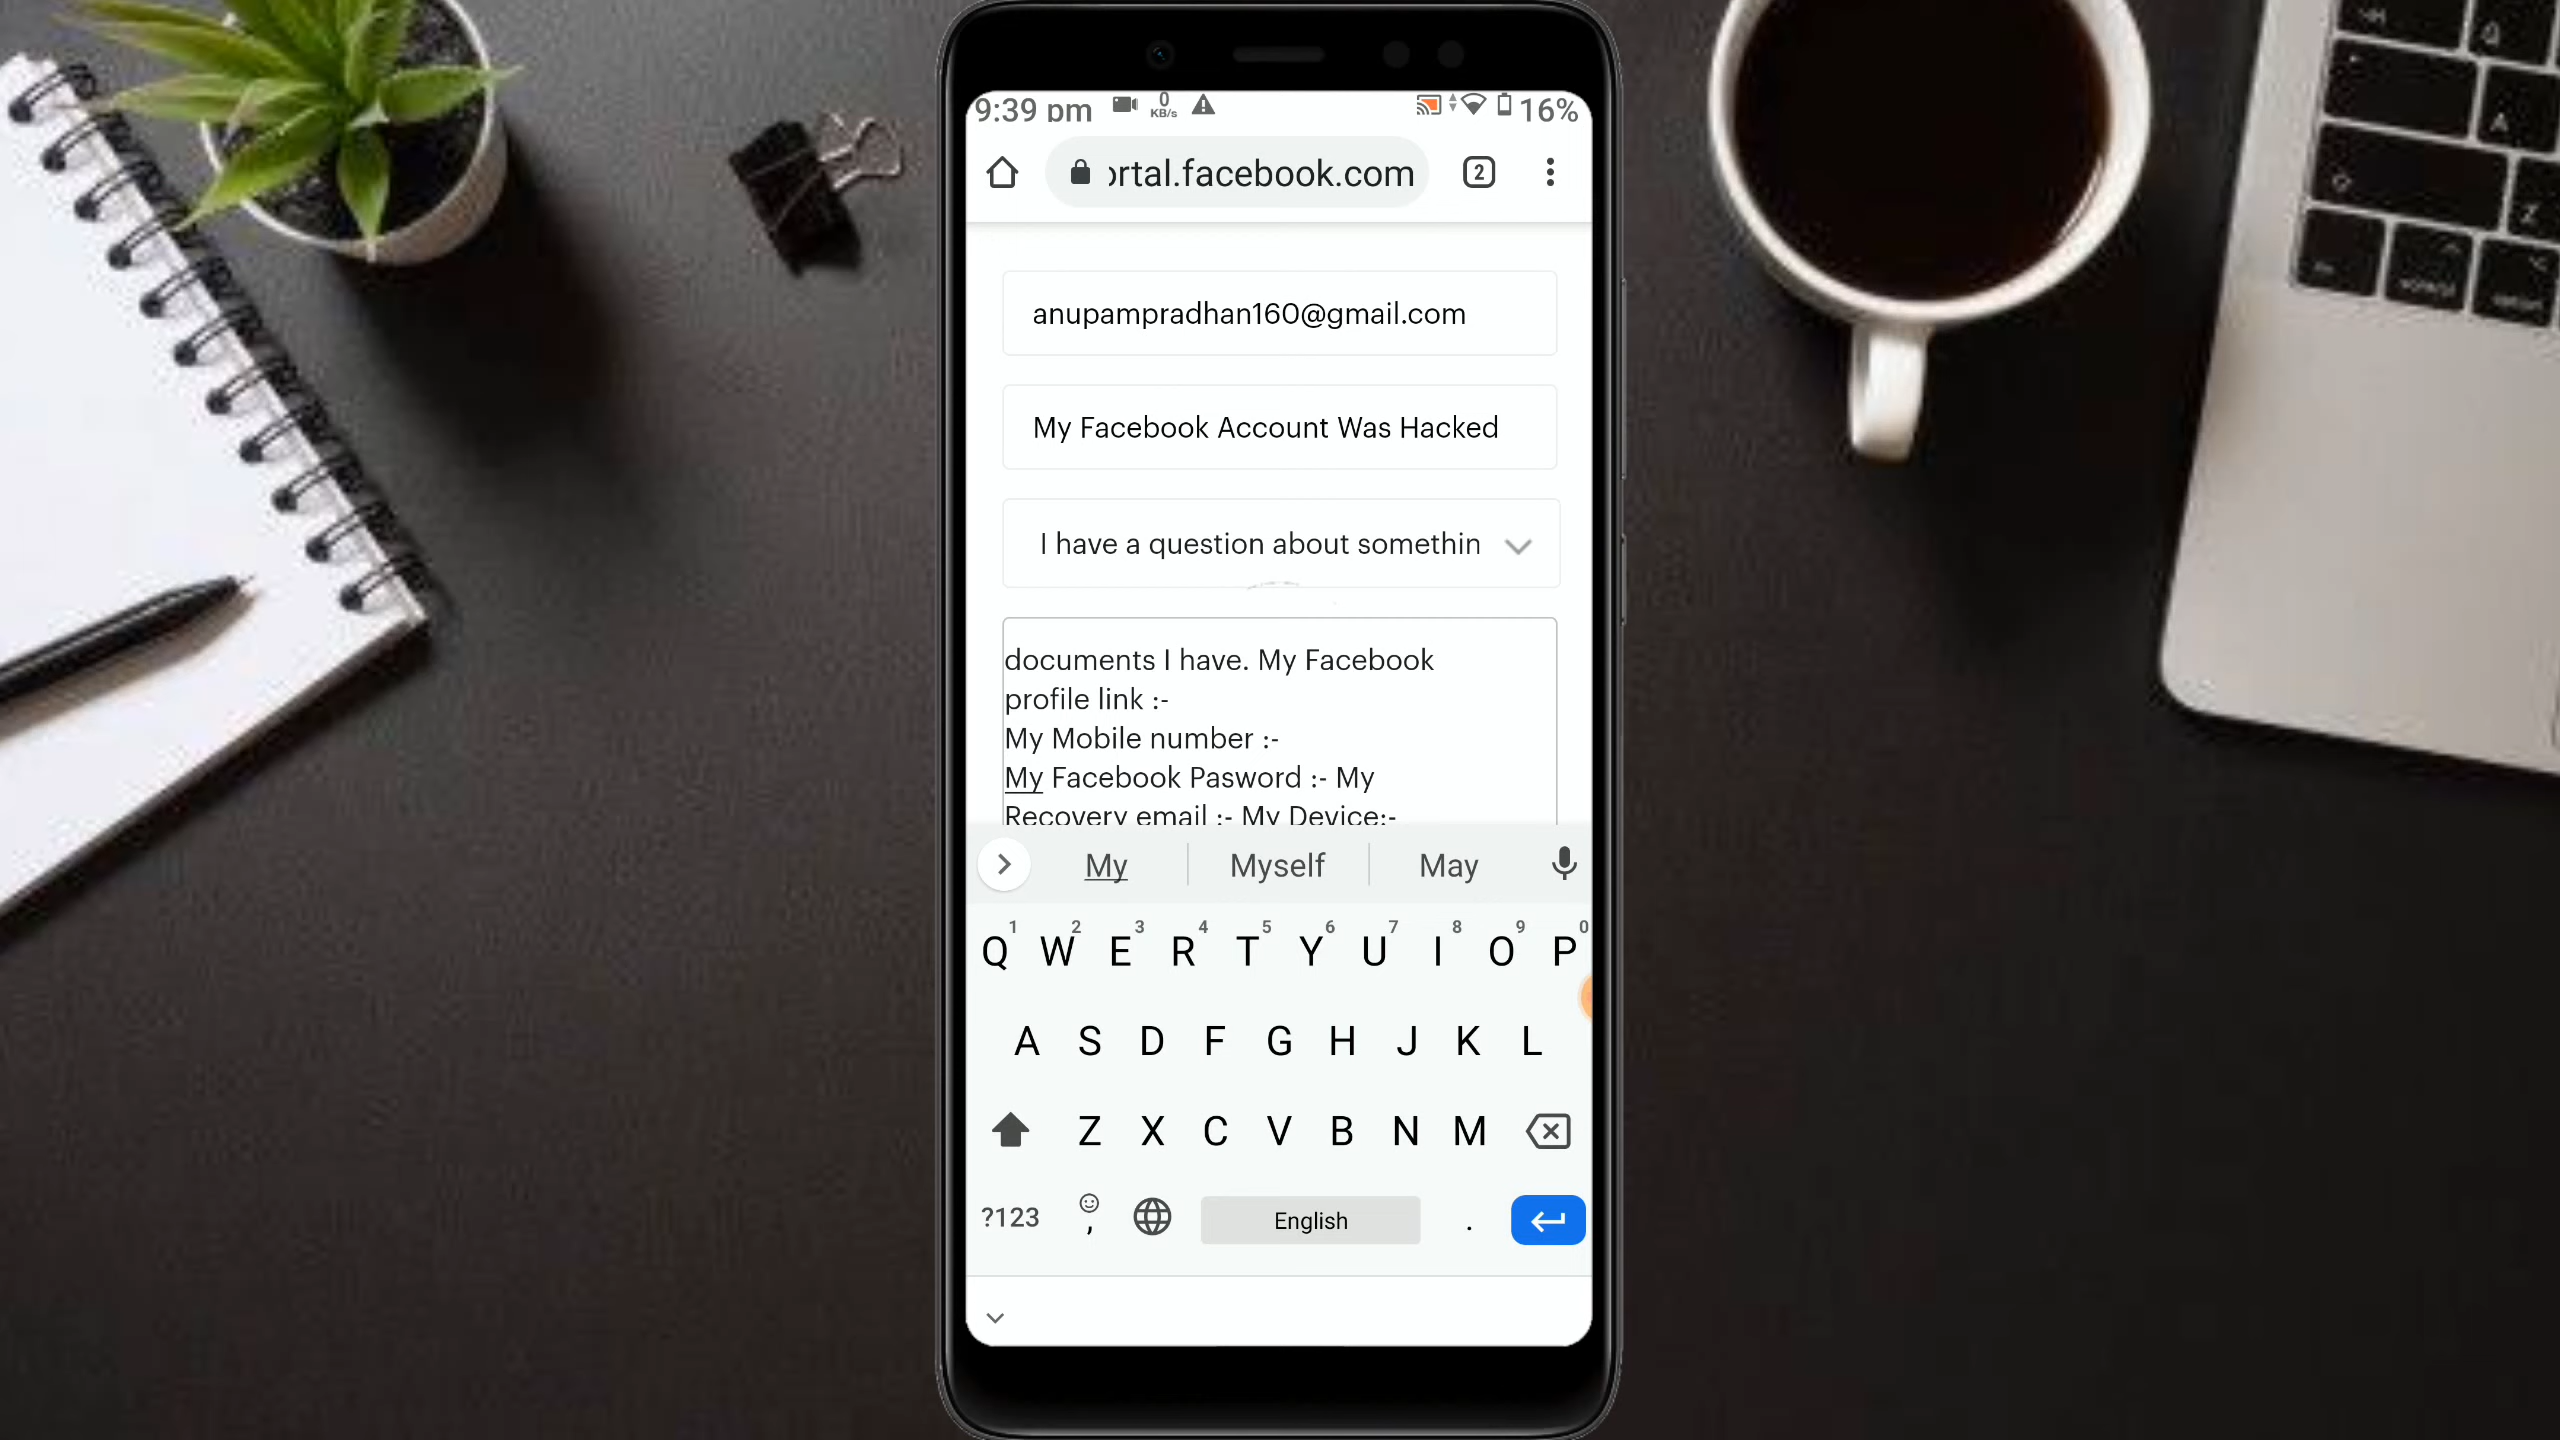 9:39 pm 0 KB/s 16%
ortal.facebook.com 2
anupampradhan160@gmail.com
My Facebook Account Was Hacked
I have a question about somethin
documents I have. My Facebook
profile link :-
My Mobile number :-
My Facebook Pasword :- My
Recovery email :- My Device:-
My Myself May
1 2 3 4 5 6 7 8 9 0
Q W E R T Y U I O P
A S D F G H J K L
Z X C V B N M
?123 , English .